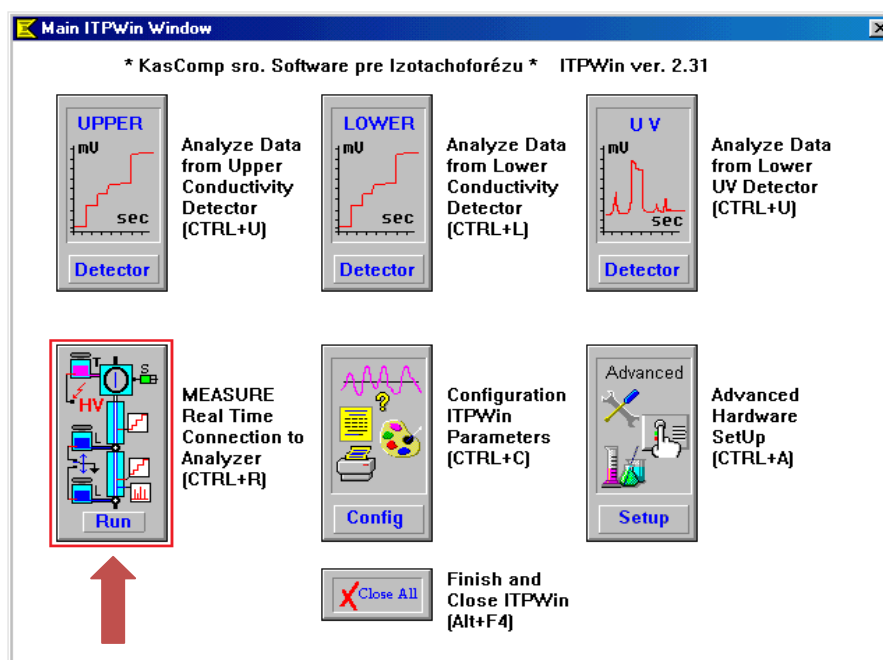 Main ITPWin Window
* KasComp sro. Software pre Izotachoforézu *   ITPWin ver. 2.31
UPPER
mV
sec
Detector
Analyze Data
from Upper
Conductivity
Detector
(CTRL+U)
LOWER
mV
sec
Detector
Analyze Data
from Lower
Conductivity
Detector
(CTRL+L)
U V
mV
sec
Detector
Analyze Data
from Lower
UV Detector
(CTRL+U)
T
S
HV
L
L
Run
MEASURE
Real Time
Connection to
Analyzer
(CTRL+R)
?
Config
Configuration
ITPWin
Parameters
(CTRL+C)
Advanced
Setup
Advanced
Hardware
SetUp
(CTRL+A)
Close All
Finish and
Close ITPWin
(Alt+F4)